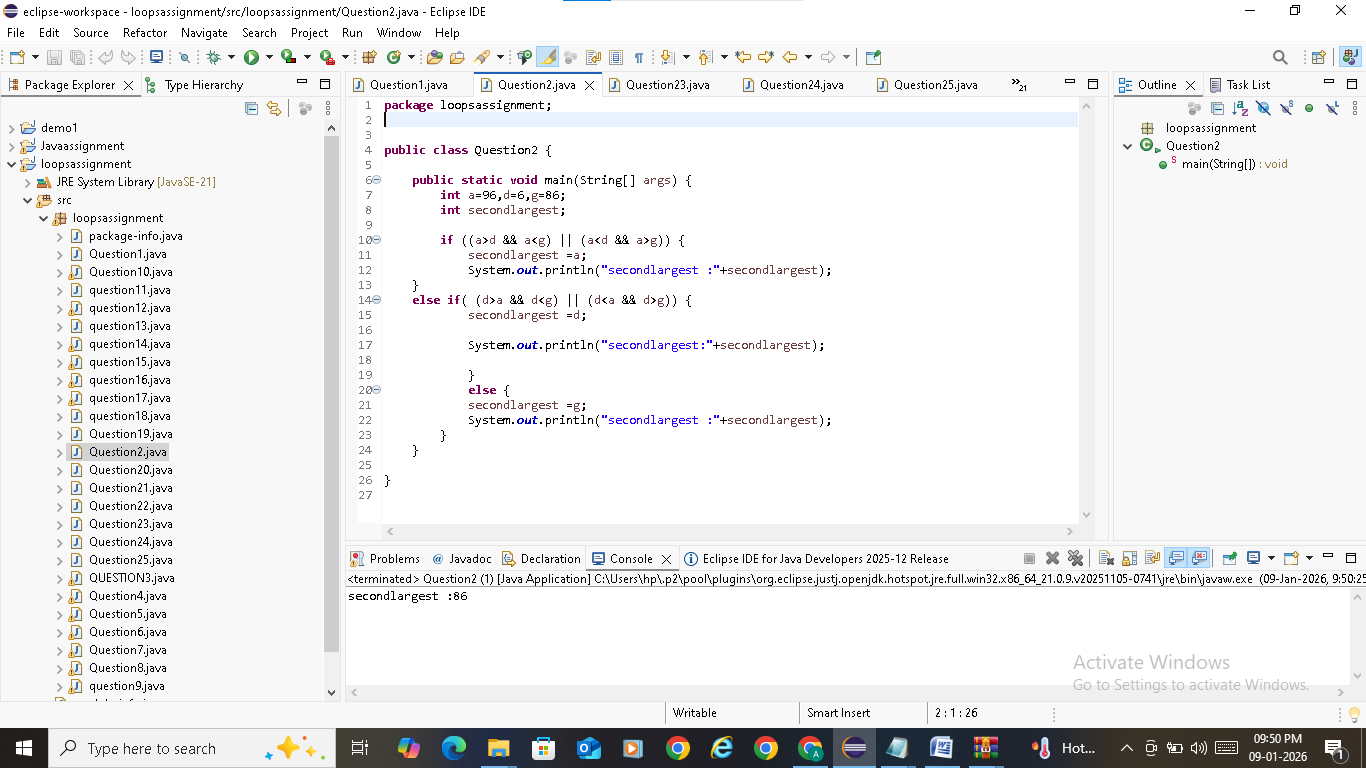 eclipse-workspace - loopsassignment/src/loopsassignment/Question2.java - Eclipse IDE
File Edit Source Refactor Navigate Search Project Run Window Help
Package Explorer
Type Hierarchy
demo1
Javaassignment
loopsassignment
JRE System Library [JavaSE-21]
src
loopsassignment
package-info.java
Question1.java
Question10.java
question11.java
question12.java
question13.java
question14.java
question15.java
question16.java
question17.java
question18.java
Question19.java
Question2.java
Question20.java
Question21.java
Question22.java
Question23.java
Question24.java
Question25.java
QUESTION3.java
Question4.java
Question5.java
Question6.java
Question7.java
Question8.java
question9.java
Question1.java Question2.java Question23.java Question24.java Question25.java »21
1 package loopsassignment;
2
3
4 public class Question2 {
5
6 public static void main(String[] args) {
7 int a=96,d=6,g=86;
8 int secondlargest;
9
10 if ((a>d && a<g) || (a<d && a>g)) {
11 secondlargest =a;
12 System.out.println("secondlargest :"+secondlargest);
13 }
14 else if( (d>a && d<g) || (d<a && d>g)) {
15 secondlargest =d;
16
17 System.out.println("secondlargest:"+secondlargest);
18
19 }
20 else {
21 secondlargest =g;
22 System.out.println("secondlargest :"+secondlargest);
23 }
24 }
25
26 }
27
Outline Task List
loopsassignment
Question2
main(String[]) : void
Problems @ Javadoc Declaration Console Eclipse IDE for Java Developers 2025-12 Release
<terminated> Question2 (1) [Java Application] C:\Users\hp\.p2\pool\plugins\org.eclipse.justj.openjdk.hotspot.jre.full.win32.x86_64_21.0.9.v20251105-0741\jre\bin\javaw.exe (09-Jan-2026, 9:50:25
secondlargest :86
Activate Windows
Go to Settings to activate Windows.
Writable Smart Insert 2 : 1 : 26
Type here to search
Hot...
09:50 PM
09-01-2026
1